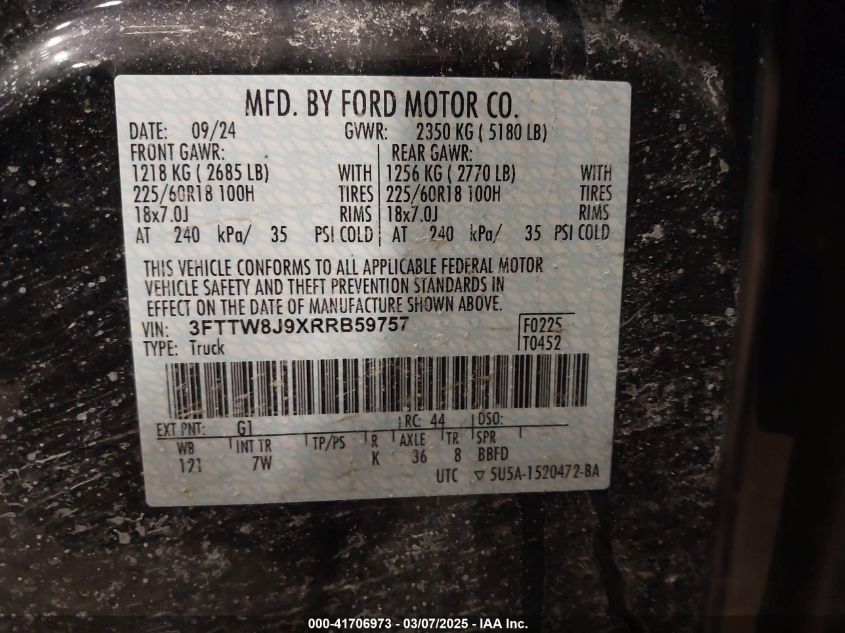 MFD. BY FORD MOTOR CO.
DATE: 09/24 GVWR: 2350 KG ( 5180 LB)
FRONT GAWR: REAR GAWR:
1218 KG ( 2685 LB) WITH 1256 KG ( 2770 LB) WITH
225/60R18 100H TIRES 225/60R18 100H TIRES
18x7.0J RIMS 18x7.0J RIMS
AT 240 kPa/ 35 PSI COLD AT 240 kPa/ 35 PSI COLD
THIS VEHICLE CONFORMS TO ALL APPLICABLE FEDERAL MOTOR
VEHICLE SAFETY AND THEFT PREVENTION STANDARDS IN
EFFECT ON THE DATE OF MANUFACTURE SHOWN ABOVE.
VIN: 3FTTW8J9XRRB59757 F0225
TYPE: Truck T0452
EXT PNT: G1 RC: 44 DSO:
WB INT TR TP/PS R AXLE TR SPR
121 7W K 36 8 BBFD
UTC ▽ 5U5A-1520472-BA
000-41706973 — 03/07/2025 - IAA Inc.